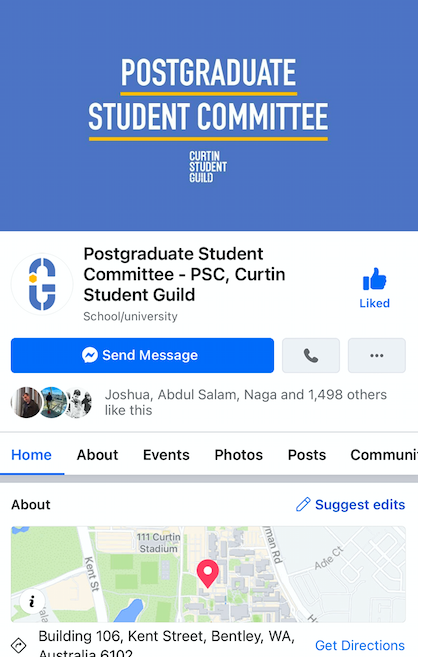 POSTGRADUATE
STUDENT COMMITTEE
CURTIN
STUDENT
GUILD
Postgraduate Student
Committee - PSC, Curtin
Student Guild
School/university
Liked
Send Message
Joshua, Abdul Salam, Naga and 1,498 others
like this
Home About Events Photos Posts Communi
About
Suggest edits
111 Curtin
Stadium
Kent St
man Rd
Adie Ct
i
Building 106, Kent Street, Bentley, WA,
Australia 6102
Get Directions